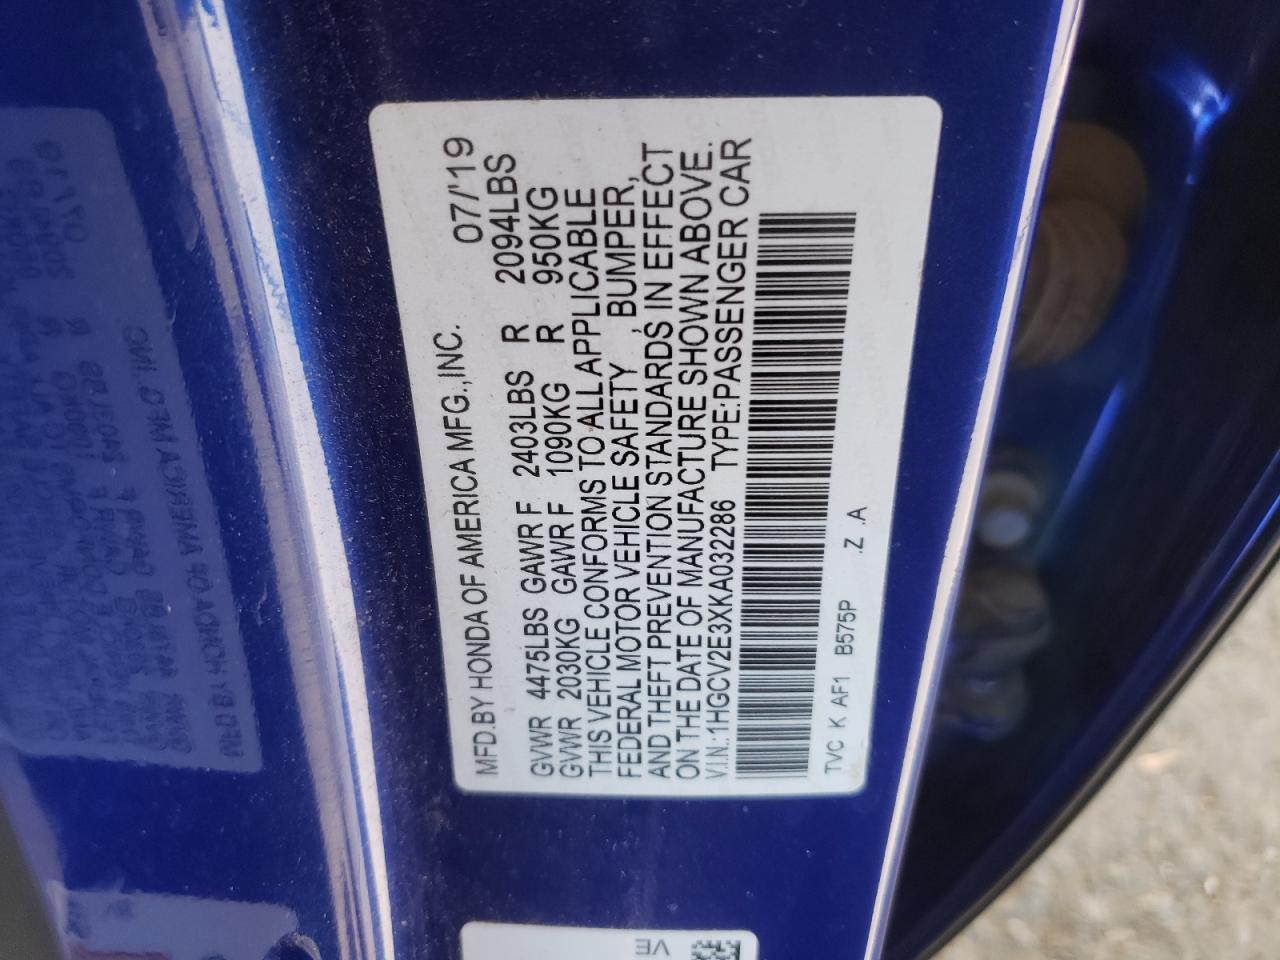 MFD.BY HONDA OF AMERICA MFG.,INC. 07/'19
GVWR 4475LBS GAWR F 2403LBS R 2094LBS
GVWR 2030KG GAWR F 1090KG R 950KG
THIS VEHICLE CONFORMS TO ALL APPLICABLE
FEDERAL MOTOR VEHICLE SAFETY , BUMPER,
AND THEFT PREVENTION STANDARDS IN EFFECT
ON THE DATE OF MANUFACTURE SHOWN ABOVE.
V.I.N.:1HGCV2E3XKA032286 TYPE:PASSENGER CAR
TVC K AF1 B575P .Z .A
VE